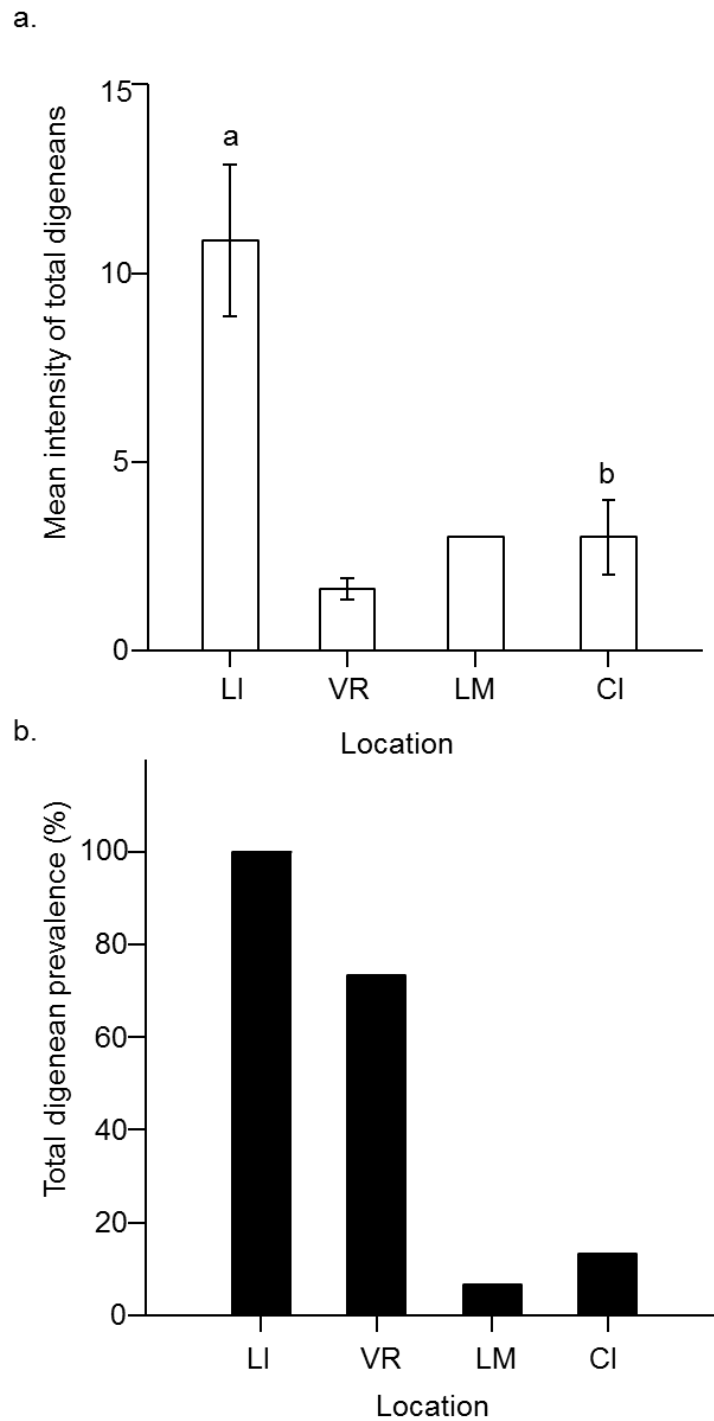 a.
Mean intensity of total digeneans
15
10
5
0
a
b
LI VR LM CI
Location
b.
Total digenean prevalence (%)
100
80
60
40
20
0
LI VR LM CI
Location